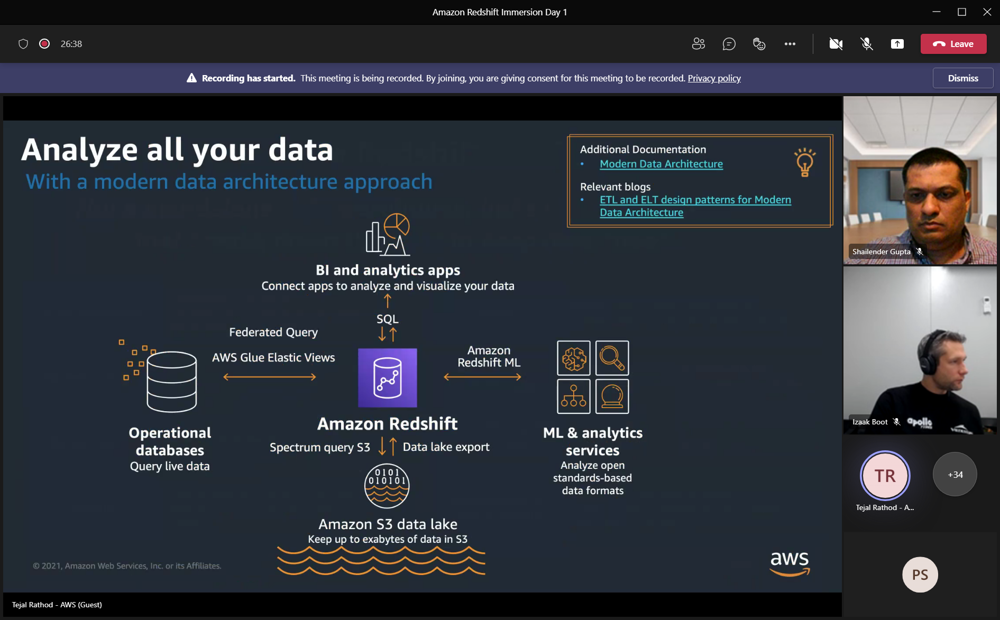 Amazon Redshift Immersion Day 1
26:38
Leave
Recording has started. This meeting is being recorded. By joining, you are giving consent for this meeting to be recorded. Privacy policy
Dismiss
Analyze all your data
With a modern data architecture approach
Additional Documentation
• Modern Data Architecture
Relevant blogs
• ETL and ELT design patterns for Modern
Data Architecture
BI and analytics apps
Connect apps to analyze and visualize your data
SQL
Federated Query
AWS Glue Elastic Views
Amazon
Redshift ML
Amazon Redshift
Operational
databases
Query live data
ML & analytics
services
Analyze open
standards-based
data formats
Spectrum query S3
Data lake export
0101
010101
Amazon S3 data lake
Keep up to exabytes of data in S3
© 2021, Amazon Web Services, Inc. or its Affiliates.
aws
Tejal Rathod - AWS (Guest)
Shailender Gupta
Izaak Boot
apollo
TR
+34
Tejal Rathod - A...
PS